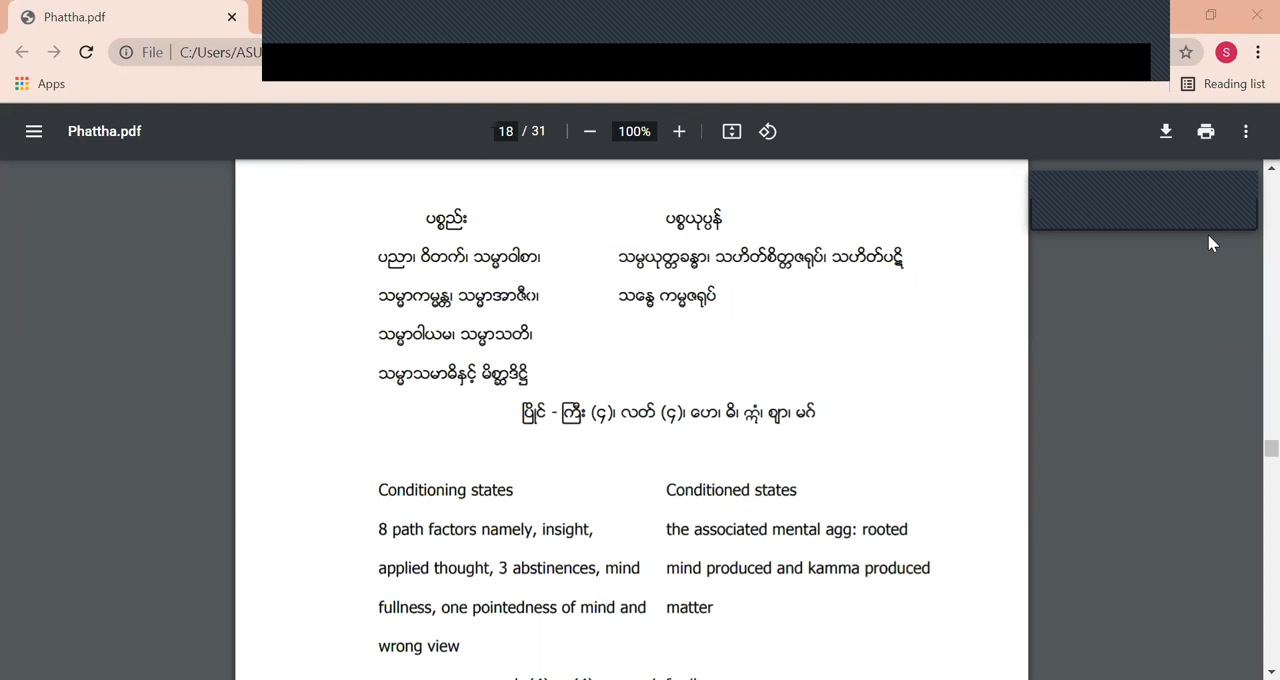 Phattha.pdf
File C:/Users/ASU
S
Apps
Reading list
Phattha.pdf
18 / 31
100%
ပစ္စည်း ပစ္စယုပ္ပန်
ပညာ၊ ဝိတက်၊ သမ္မာဝါစာ၊ သမ္ပယုတ္တခန္ဓာ၊ သဟိတ်စိတ္တဇရုပ်၊ သဟိတ်ပဋိ
သမ္မာကမ္မန္တ၊ သမ္မာအာဇီဝ၊ သန္ဓေ ကမ္မဇရုပ်
သမ္မာဝါယမ၊ သမ္မာသတိ၊
သမ္မာသမာဓိနှင့် မိစ္ဆာဒိဋ္ဌိ
ပြိုင် - ကြီး (၄)၊ လတ် (၄)၊ ဟေ၊ ဓိ၊ ဣံ၊ ဈာ၊ မဂ်
Conditioning states Conditioned states
8 path factors namely, insight, the associated mental agg: rooted
applied thought, 3 abstinences, mind mind produced and kamma produced
fullness, one pointedness of mind and matter
wrong view